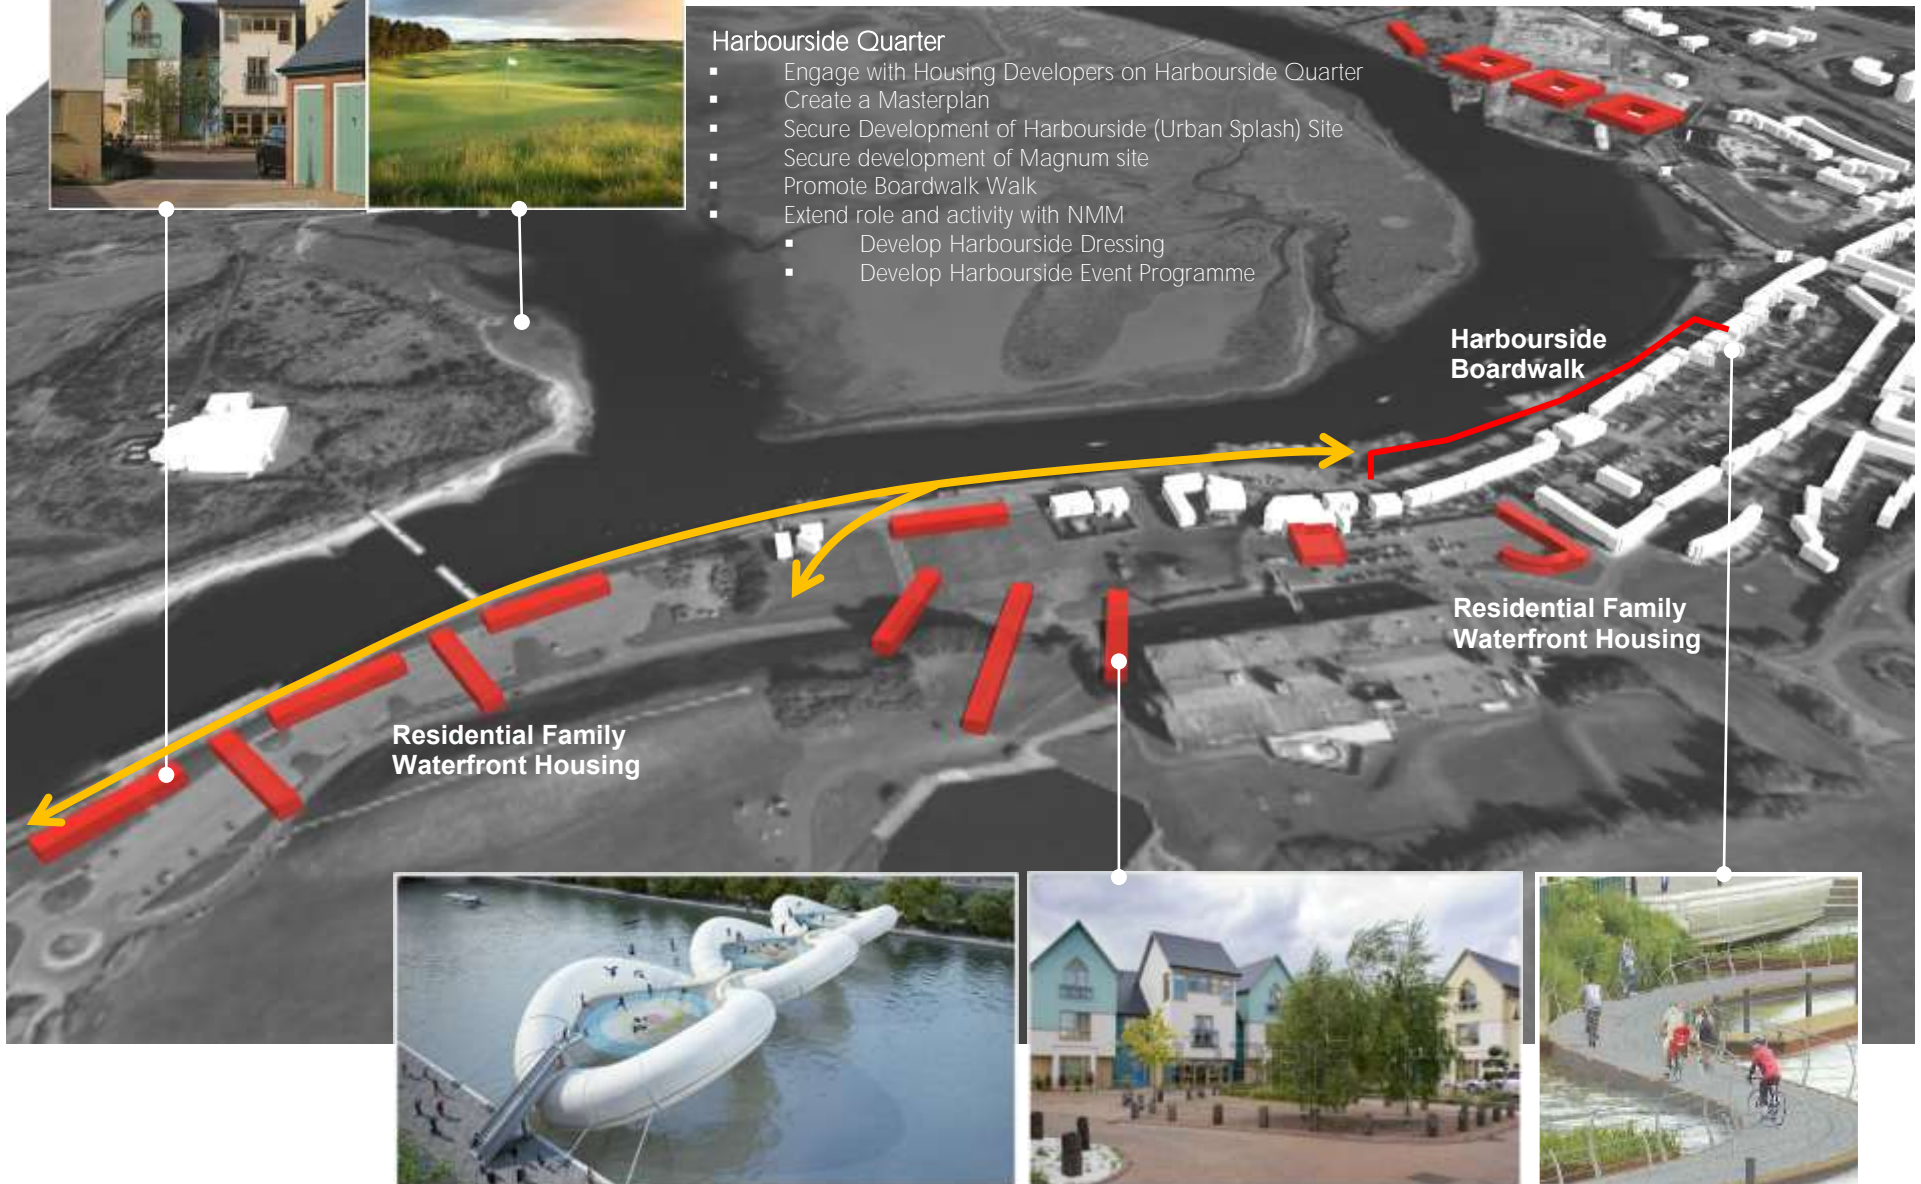 Harbourside Quarter
▪ Engage with Housing Developers on Harbourside Quarter
▪ Create a Masterplan
▪ Secure Development of Harbourside (Urban Splash) Site
▪ Secure development of Magnum site
▪ Promote Boardwalk Walk
▪ Extend role and activity with NMM
▪ Develop Harbourside Dressing
▪ Develop Harbourside Event Programme
Harbourside
Boardwalk
Residential Family
Waterfront Housing
Residential Family
Waterfront Housing